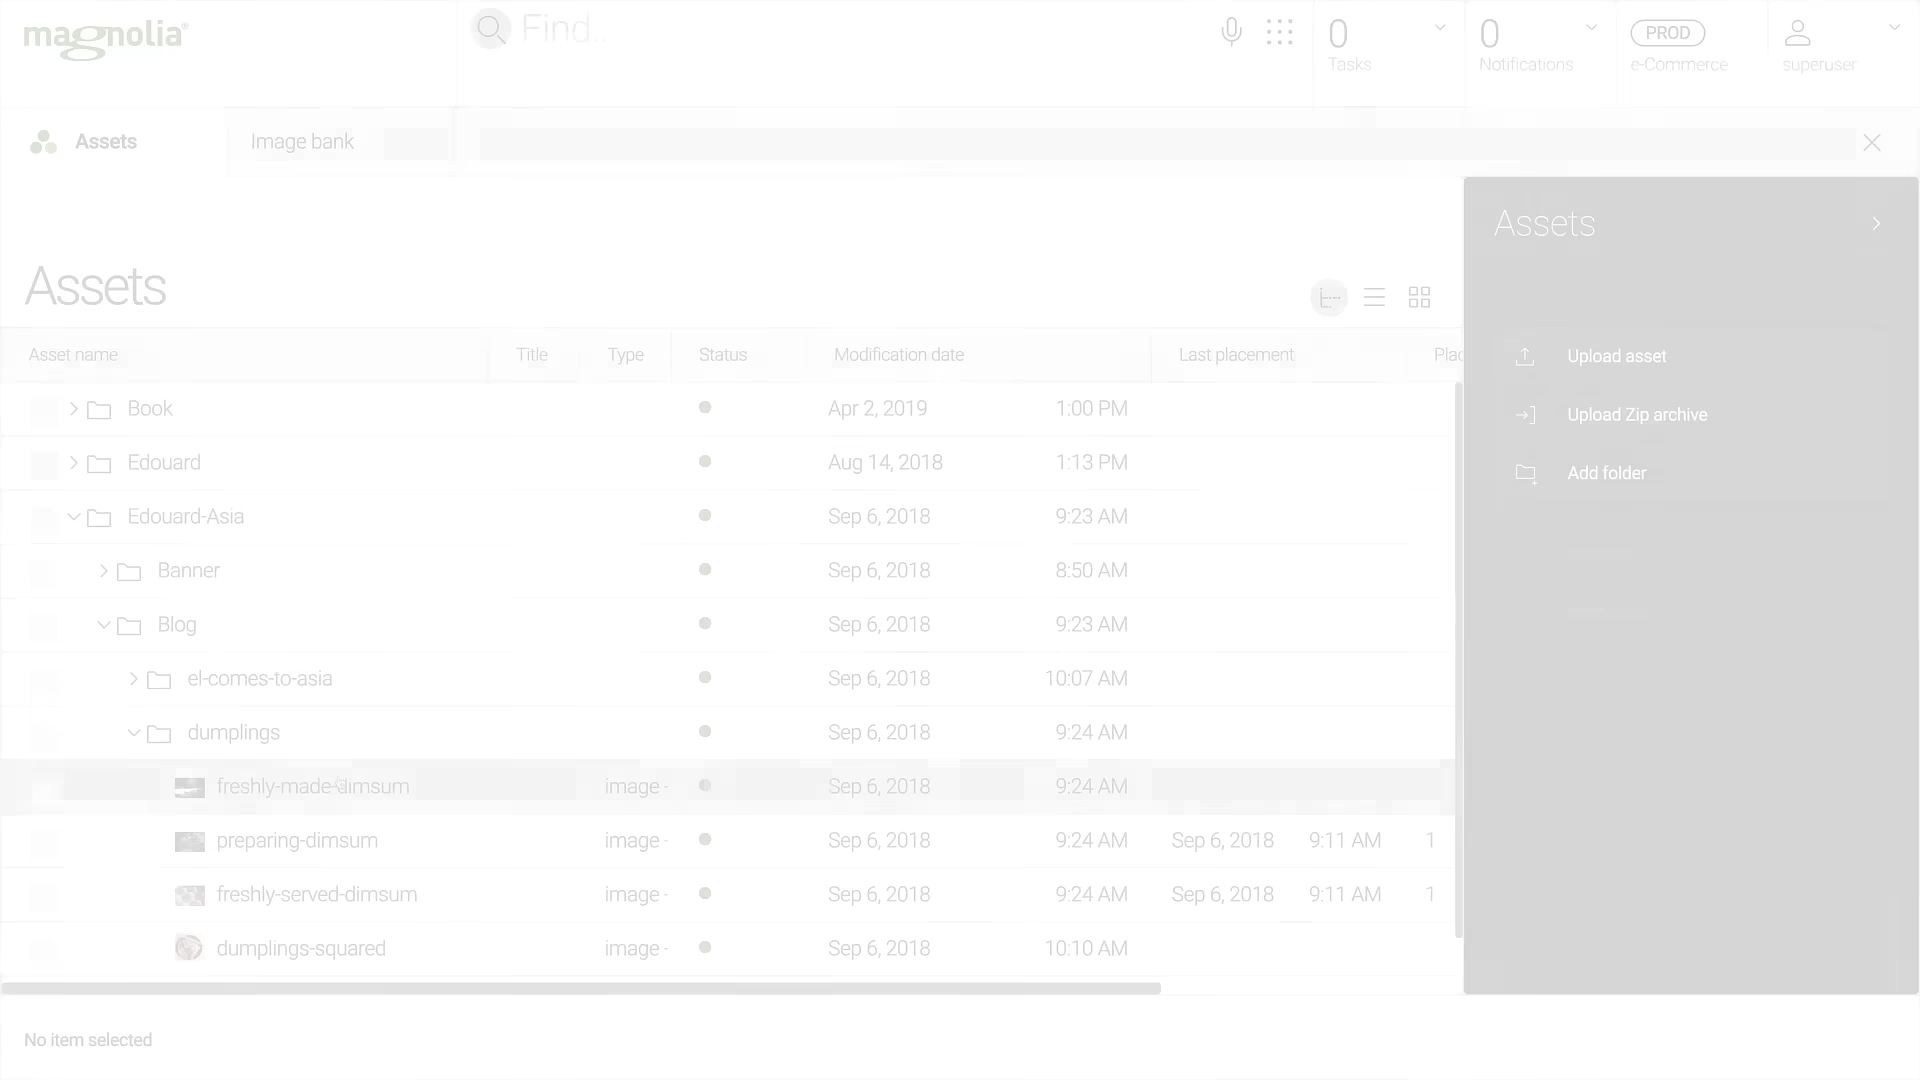 magnolia®
Find..
0
Tasks
0
Notifications
PROD
e-Commerce
superuser
Assets
Image bank
Assets
Assets
Upload asset
Upload Zip archive
Add folder
Asset name Title Type Status Modification date Last placement Plac
Book Apr 2, 2019 1:00 PM
Edouard Aug 14, 2018 1:13 PM
Edouard-Asia Sep 6, 2018 9:23 AM
Banner Sep 6, 2018 8:50 AM
Blog Sep 6, 2018 9:23 AM
el-comes-to-asia Sep 6, 2018 10:07 AM
dumplings Sep 6, 2018 9:24 AM
freshly-made-dimsum image - Sep 6, 2018 9:24 AM
preparing-dimsum image - Sep 6, 2018 9:24 AM Sep 6, 2018 9:11 AM 1
freshly-served-dimsum image - Sep 6, 2018 9:24 AM Sep 6, 2018 9:11 AM 1
dumplings-squared image - Sep 6, 2018 10:10 AM
No item selected